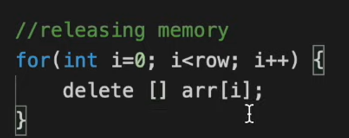 //releasing memory
for(int i=0; i<row; i++) {
    delete [] arr[i];
}